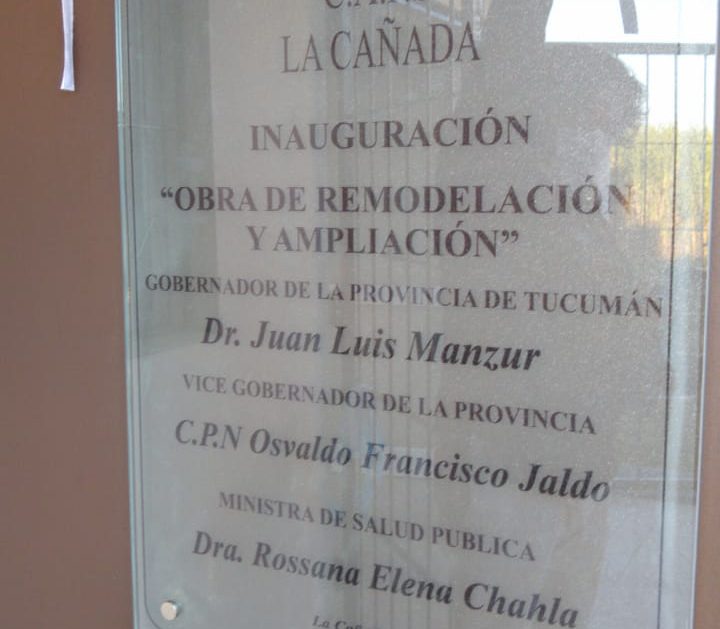 LA CAÑADA
INAUGURACIÓN
“OBRA DE REMODELACIÓN
Y AMPLIACIÓN”
GOBERNADOR DE LA PROVINCIA DE TUCUMÁN
Dr. Juan Luis Manzur
VICE GOBERNADOR DE LA PROVINCIA
C.P.N Osvaldo Francisco Jaldo
MINISTRA DE SALUD PUBLICA
Dra. Rossana Elena Chahla
La